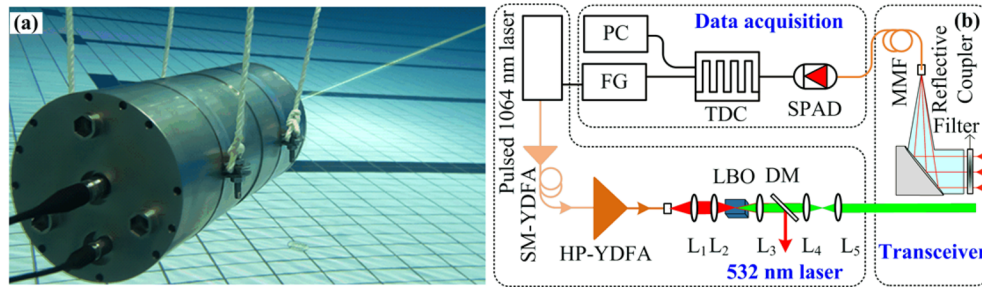 (a)
(b)
Pulsed 1064 nm laser
PC
FG
TDC
SPAD
Data acquisition
MMF
Reflective
Coupler
Filter
SM-YDFA
HP-YDFA
LBO
DM
L1
L2
L3
L4
L5
532 nm laser
Transceiver